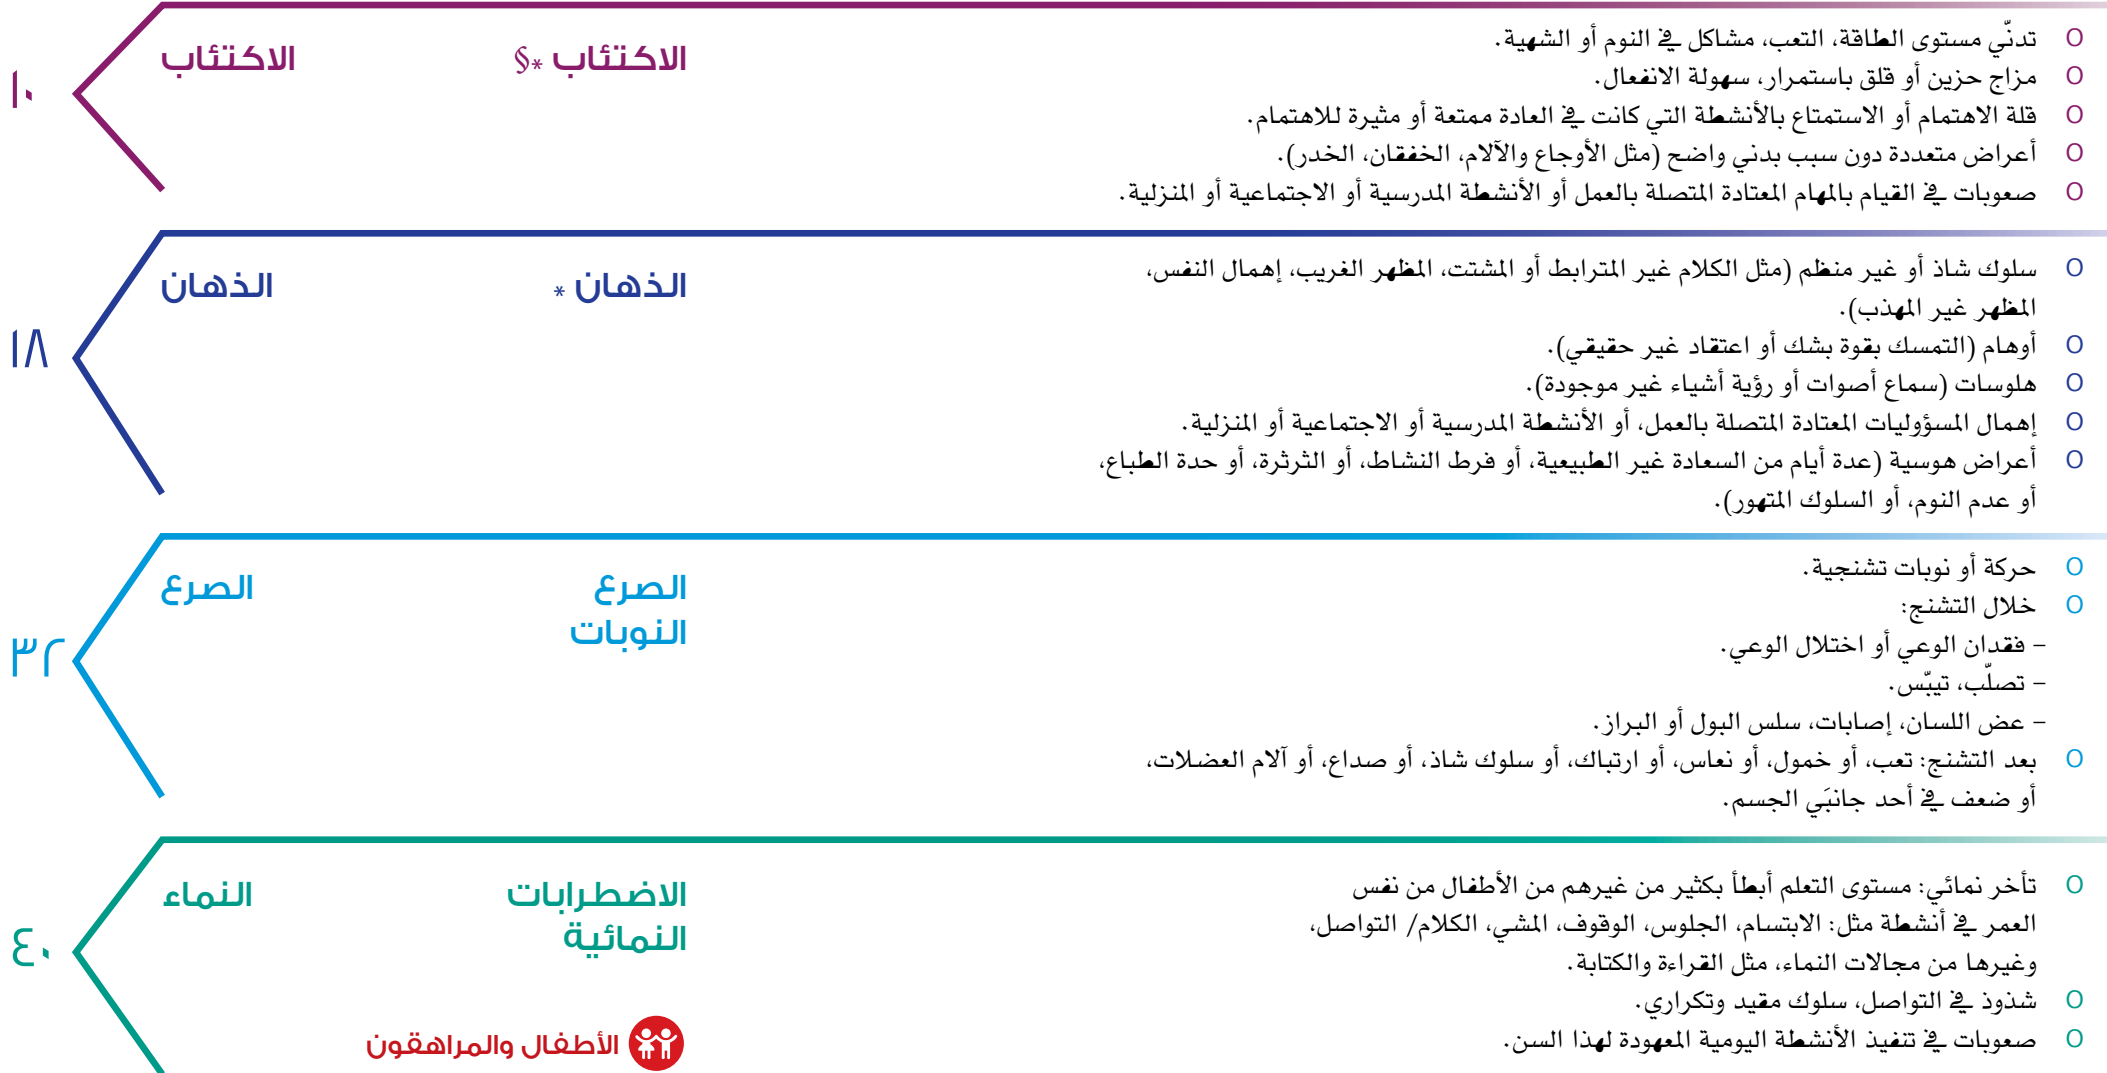 تدنّي مستوى الطاقة، التعب، مشاكل في النوم أو الشهية.
مزاج حزين أو قلق باستمرار، سهولة الانفعال.
قلة الاهتمام أو الاستمتاع بالأنشطة التي كانت في العادة ممتعة أو مثيرة للاهتمام.
أعراض متعددة دون سبب بدني واضح (مثل الأوجاع والآلام، الخفقان، الخدر).
صعوبات في القيام بالمهام المعتادة المتصلة بالعمل أو الأنشطة المدرسية أو الاجتماعية أو المنزلية.
الاكتئاب *§
الاكتئاب
١٠
سلوك شاذ أو غير منظم (مثل الكلام غير المترابط أو المشتت، المظهر الغريب، إهمال النفس،
المظهر غير المهذب).
أوهام (التمسك بقوة بشك أو اعتقاد غير حقيقي).
هلوسات (سماع أصوات أو رؤية أشياء غير موجودة).
إهمال المسؤوليات المعتادة المتصلة بالعمل، أو الأنشطة المدرسية أو الاجتماعية أو المنزلية.
أعراض هوسية (عدة أيام من السعادة غير الطبيعية، أو فرط النشاط، أو الثرثرة، أو حدة الطباع،
أو عدم النوم، أو السلوك المتهور).
الذهان *
الذهان
١٨
حركة أو نوبات تشنجية.
خلال التشنج:
– فقدان الوعي أو اختلال الوعي.
– تصلّب، تيبّس.
– عض اللسان، إصابات، سلس البول أو البراز.
بعد التشنج: تعب، أو خمول، أو نعاس، أو ارتباك، أو سلوك شاذ، أو صداع، أو آلام العضلات،
أو ضعف في أحد جانبَي الجسم.
الصرع
النوبات
الصرع
٣٢
تأخر نمائي: مستوى التعلم أبطأ بكثير من غيرهم من الأطفال من نفس
العمر في أنشطة مثل: الابتسام، الجلوس، الوقوف، المشي، الكلام/ التواصل،
وغيرها من مجالات النماء، مثل القراءة والكتابة.
شذوذ في التواصل، سلوك مقيد وتكراري.
صعوبات في تنفيذ الأنشطة اليومية المعهودة لهذا السن.
الاضطرابات
النمائية
الأطفال والمراهقون
النماء
٤٠